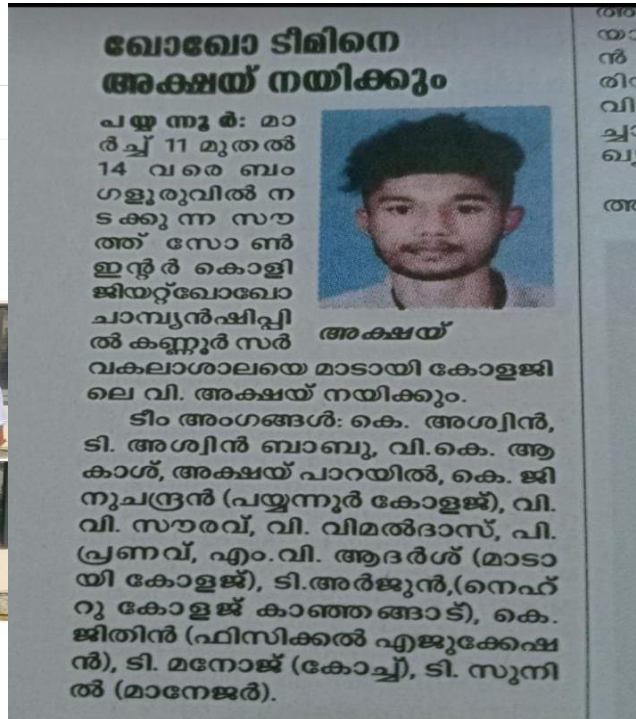 ഖോഖോ ടീമിനെ
അക്ഷയ് നയിക്കും
പയ്യന്നൂർ: മാ
ർച്ച് 11 മുതൽ
14 വരെ ബം
ഗളൂരുവിൽ ന
ടക്കുന്ന സൗ
ത്ത് സോൺ
ഇന്റർ കൊളി
ജിയറ്റ്ഖോഖോ
ചാമ്പ്യൻഷിപ്പി
ൽ കണ്ണൂർ സർ
അക്ഷയ്
വകലാശാലയെ മാടായി കോളജി
ലെ വി. അക്ഷയ് നയിക്കും.
ടീം അംഗങ്ങൾ: കെ. അശ്വിൻ,
ടി. അശ്വിൻ ബാബു, വി.കെ. ആ
കാശ്, അക്ഷയ് പാറയിൽ, കെ. ജി
നുചന്ദ്രൻ (പയ്യന്നൂർ കോളജ്), വി.
വി. സൗരവ്, വി. വിമൽദാസ്, പി.
പ്രണവ്, എം.വി. ആദർശ് (മാടാ
യി കോളജ്), ടി.അർജുൻ,(നെഹ്
റു കോളജ് കാഞ്ഞങ്ങാട്), കെ.
ജിതിൻ (ഫിസിക്കൽ എജുക്കേഷ
ൻ), ടി. മനോജ് (കോച്ച്), ടി. സുനി
ൽ (മാനേജർ).